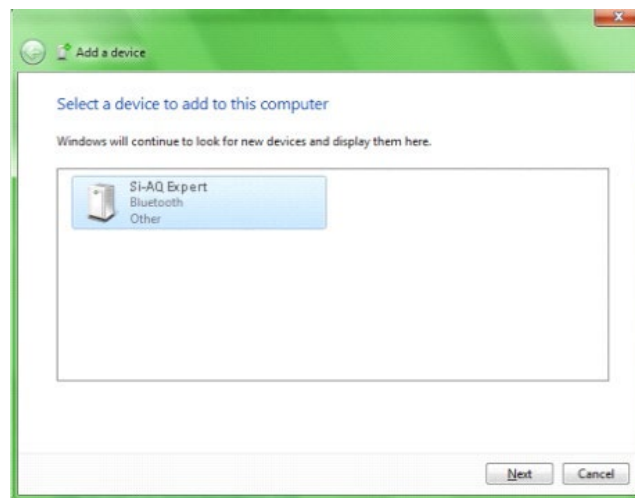 Add a device
Select a device to add to this computer
Windows will continue to look for new devices and display them here.
Si-AQ Expert
Bluetooth
Other
Next
Cancel